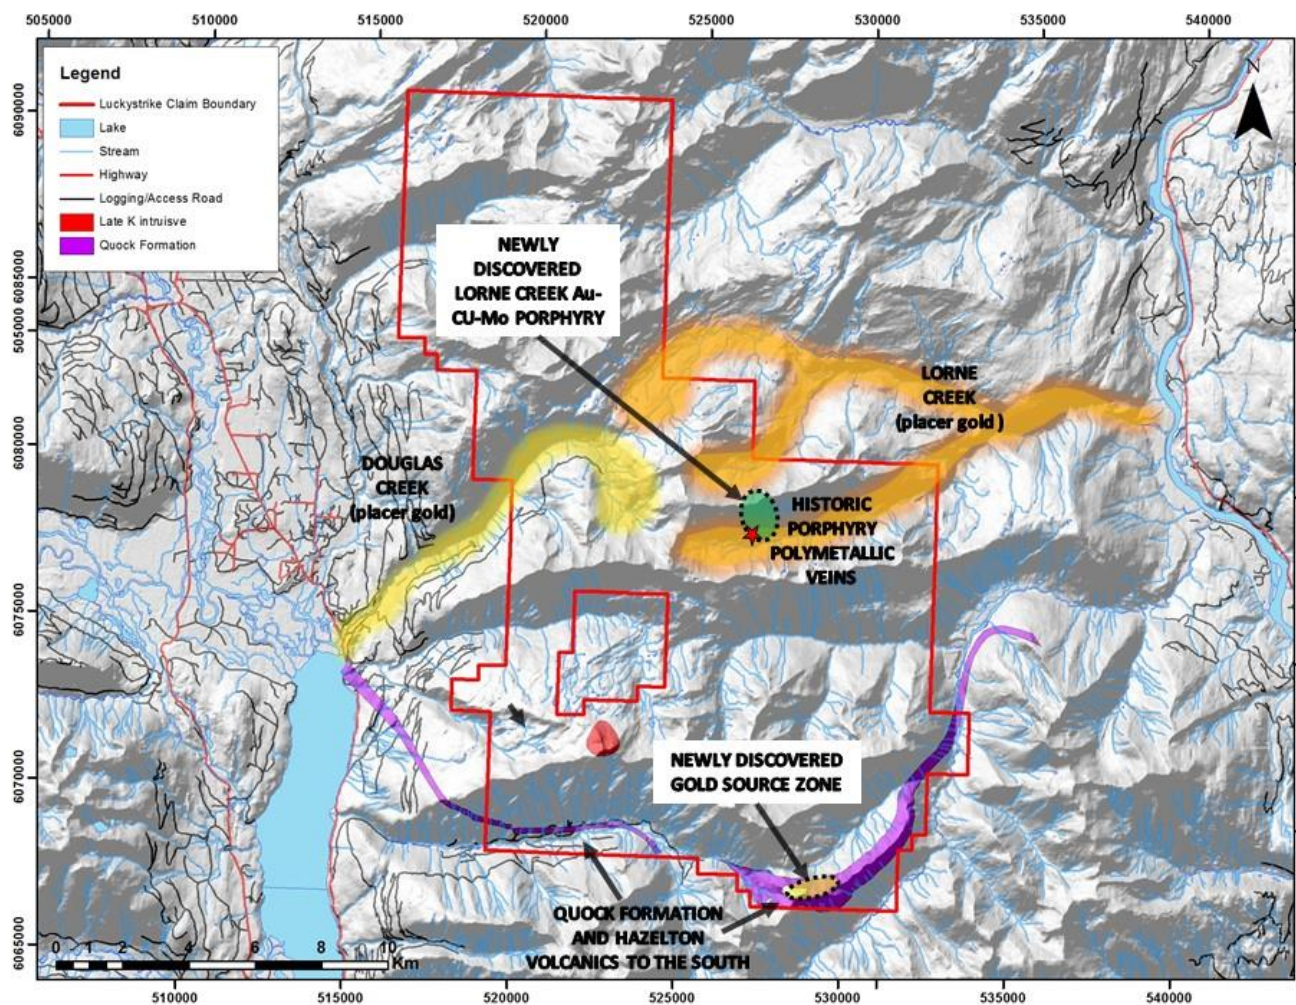 505000 510000 515000 520000 525000 530000 535000 540000
Legend
Luckystrike Claim Boundary
Lake
Stream
Highway
Logging/Access Road
Late K intruisve
Quock Formation
N
6090000
6085000
505000
6080000
6075000
6070000
6065000
NEWLY
DISCOVERED
LORNE CREEK Au-
CU-Mo PORPHYRY
LORNE
CREEK
(placer gold )
DOUGLAS
CREEK
(placer gold)
HISTORIC
PORPHYRY
POLYMETALLIC
VEINS
NEWLY DISCOVERED
GOLD SOURCE ZONE
QUOCK FORMATION
AND HAZELTON
VOLCANICS TO THE SOUTH
0 1 2 4 6 8 10
Km
510000 515000 520000 525000 530000 535000 540000